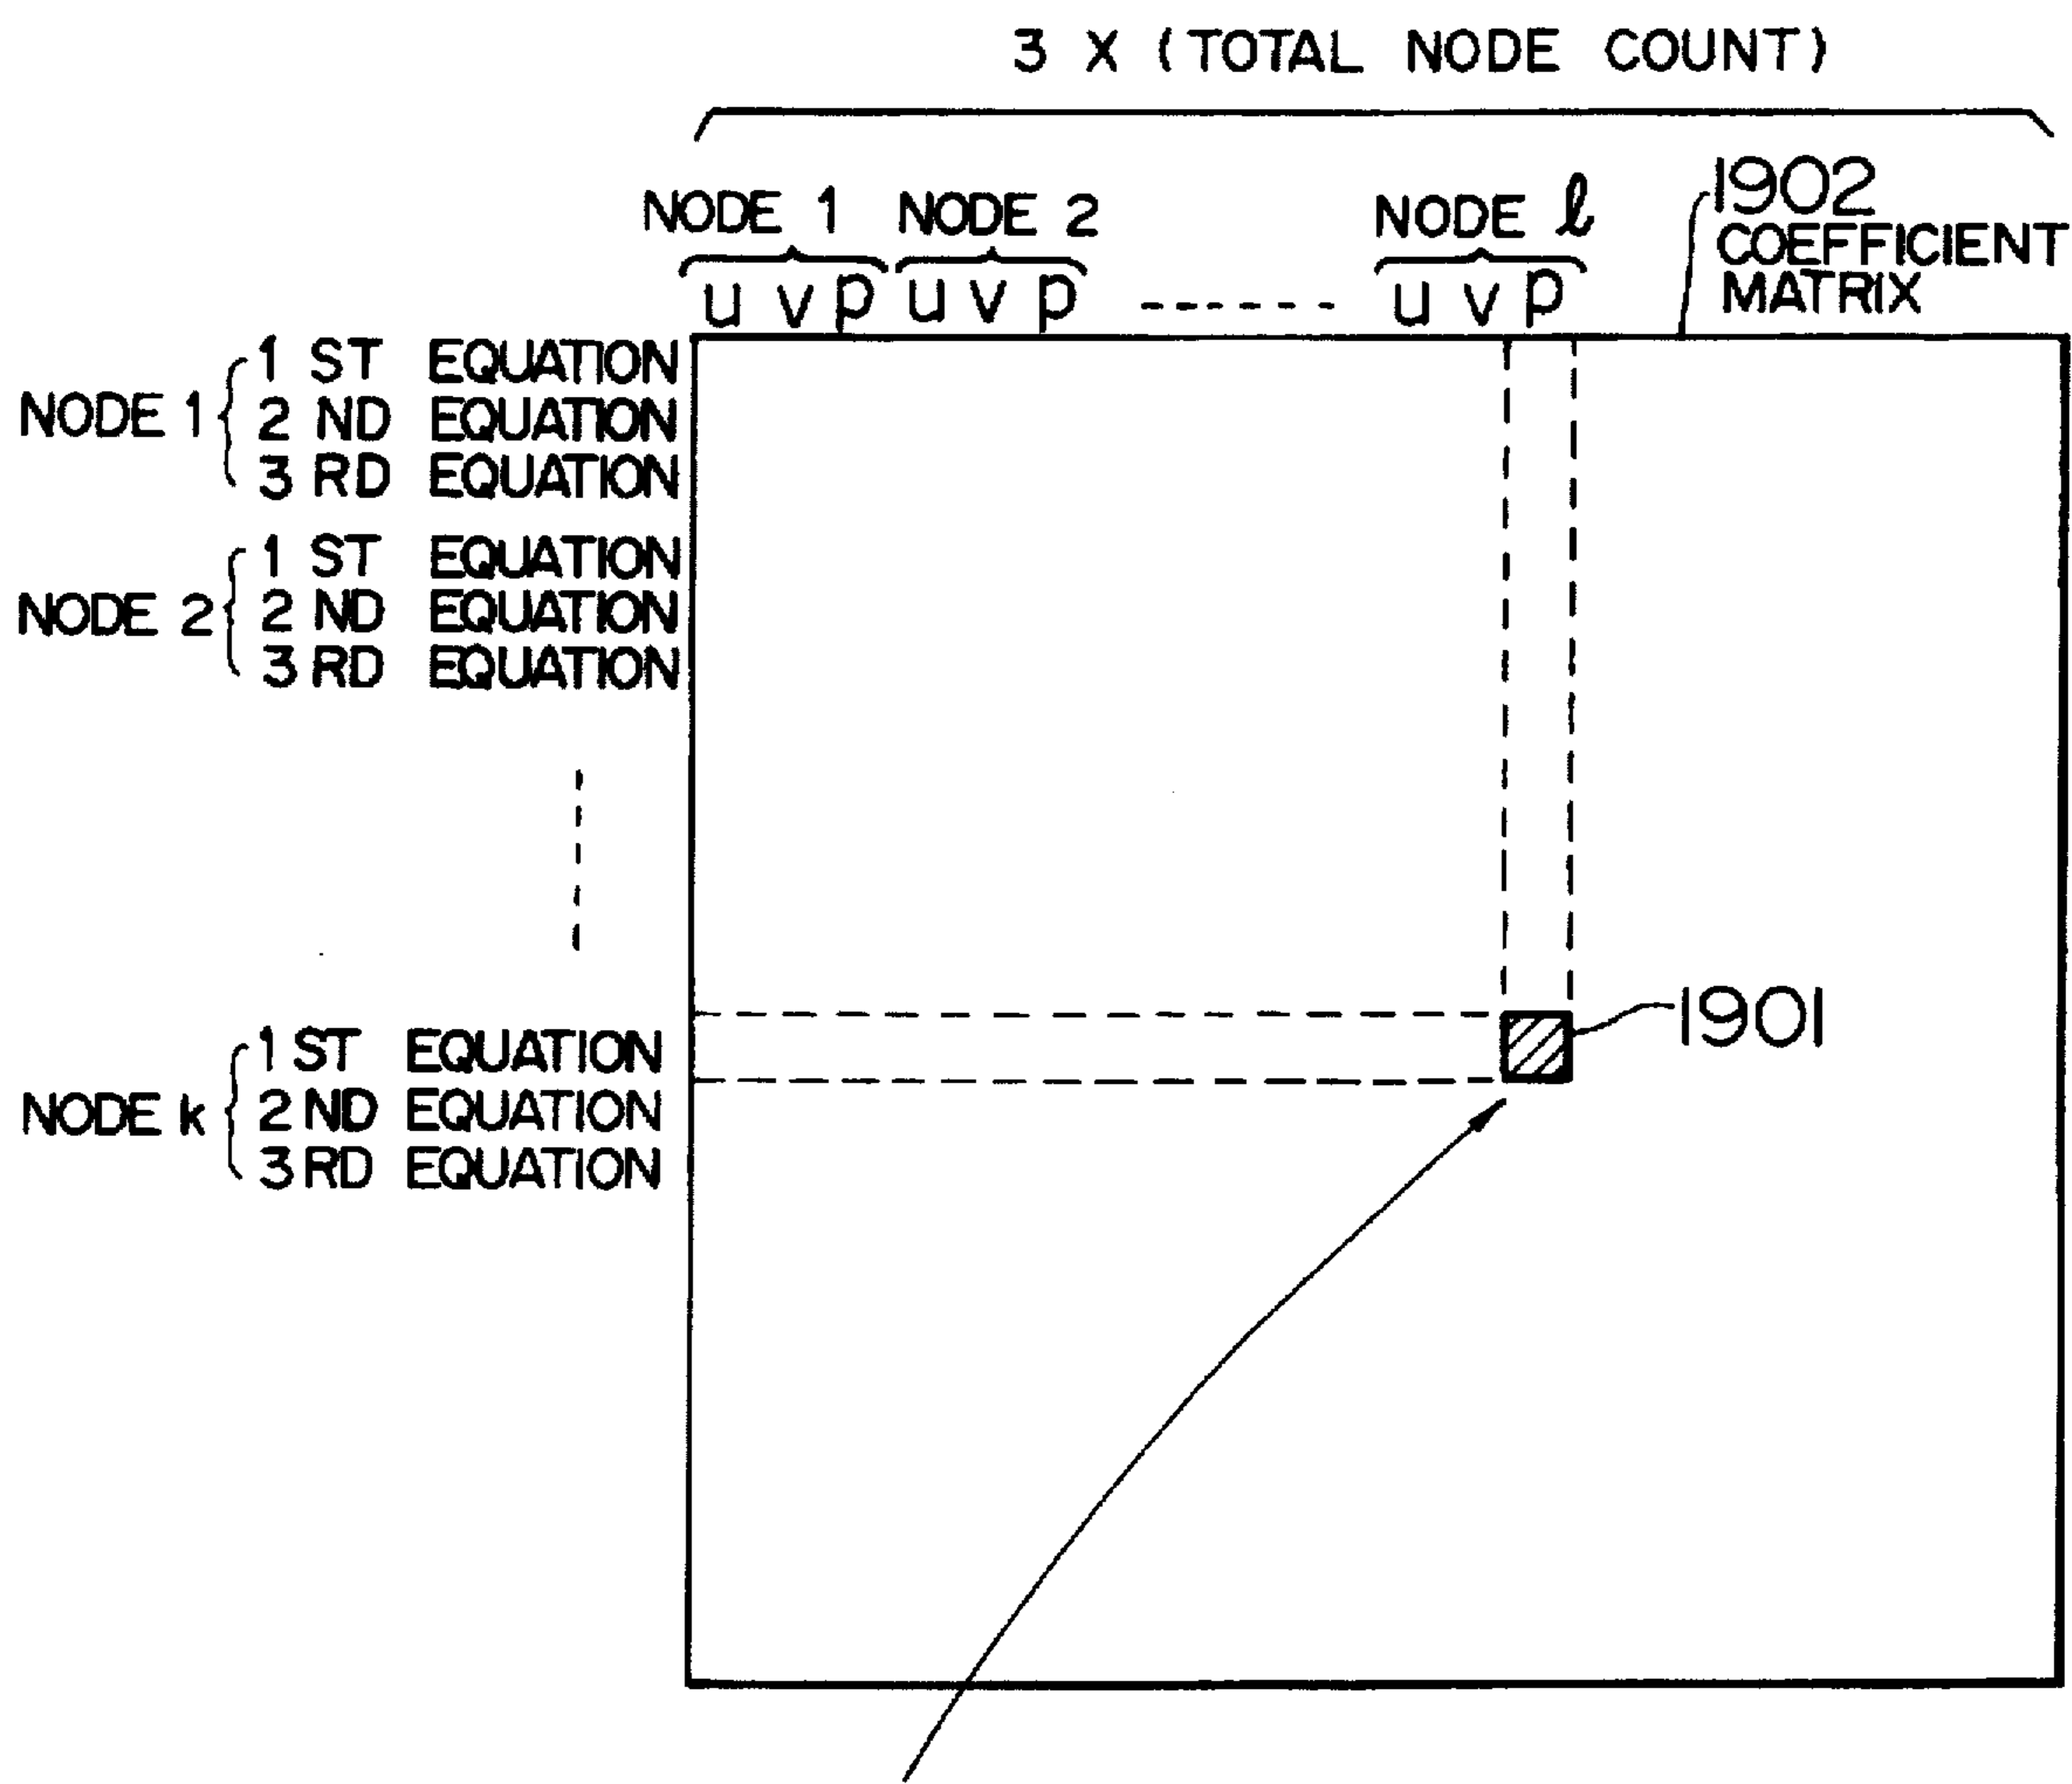 3 X (TOTAL NODE COUNT)
NODE 1 NODE 2 NODE ℓ
1902
COEFFICIENT
MATRIX
u v p u v p ------ u v p
NODE 1
1 ST EQUATION
2 ND EQUATION
3 RD EQUATION
NODE 2
1 ST EQUATION
2 ND EQUATION
3 RD EQUATION
1901
NODE k
1 ST EQUATION
2 ND EQUATION
3 RD EQUATION